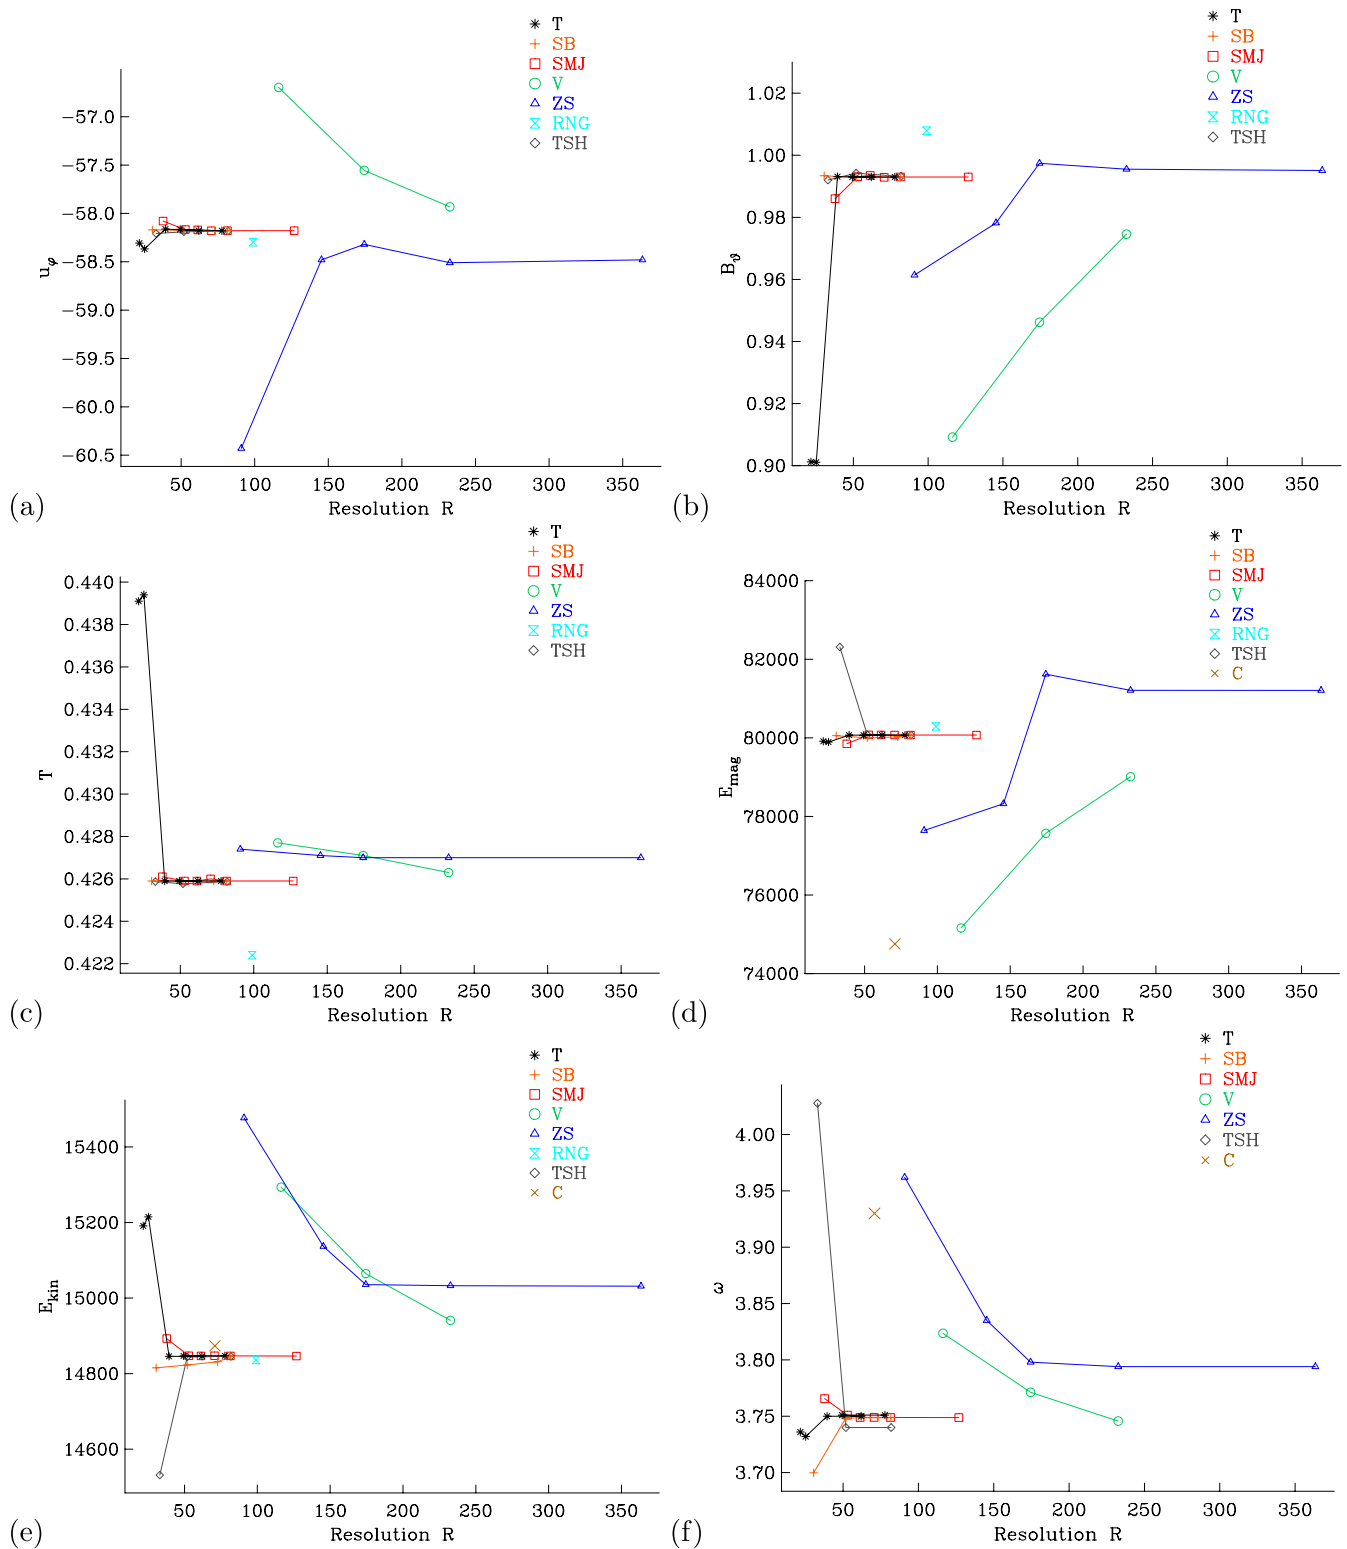 T
SB
SMJ
V
ZS
RNG
TSH
−57.0
−57.5
−58.0
−58.5
−59.0
−59.5
−60.0
−60.5
uφ
50 100 150 200 250 300 350
Resolution R
(a)
T
SB
SMJ
V
ZS
RNG
TSH
1.02
1.00
0.98
0.96
0.94
0.92
0.90
Bϑ
50 100 150 200 250 300 350
Resolution R
(b)
T
SB
SMJ
V
ZS
RNG
TSH
0.440
0.438
0.436
0.434
0.432
0.430
0.428
0.426
0.424
0.422
T
50 100 150 200 250 300 350
Resolution R
(c)
T
SB
SMJ
V
ZS
RNG
TSH
C
84000
82000
80000
78000
76000
74000
Emag
50 100 150 200 250 300 350
Resolution R
(d)
T
SB
SMJ
V
ZS
RNG
TSH
C
15400
15200
15000
14800
14600
Ekin
50 100 150 200 250 300 350
Resolution R
(e)
T
SB
SMJ
V
ZS
TSH
C
4.00
3.95
3.90
3.85
3.80
3.75
3.70
ω
50 100 150 200 250 300 350
Resolution R
(f)